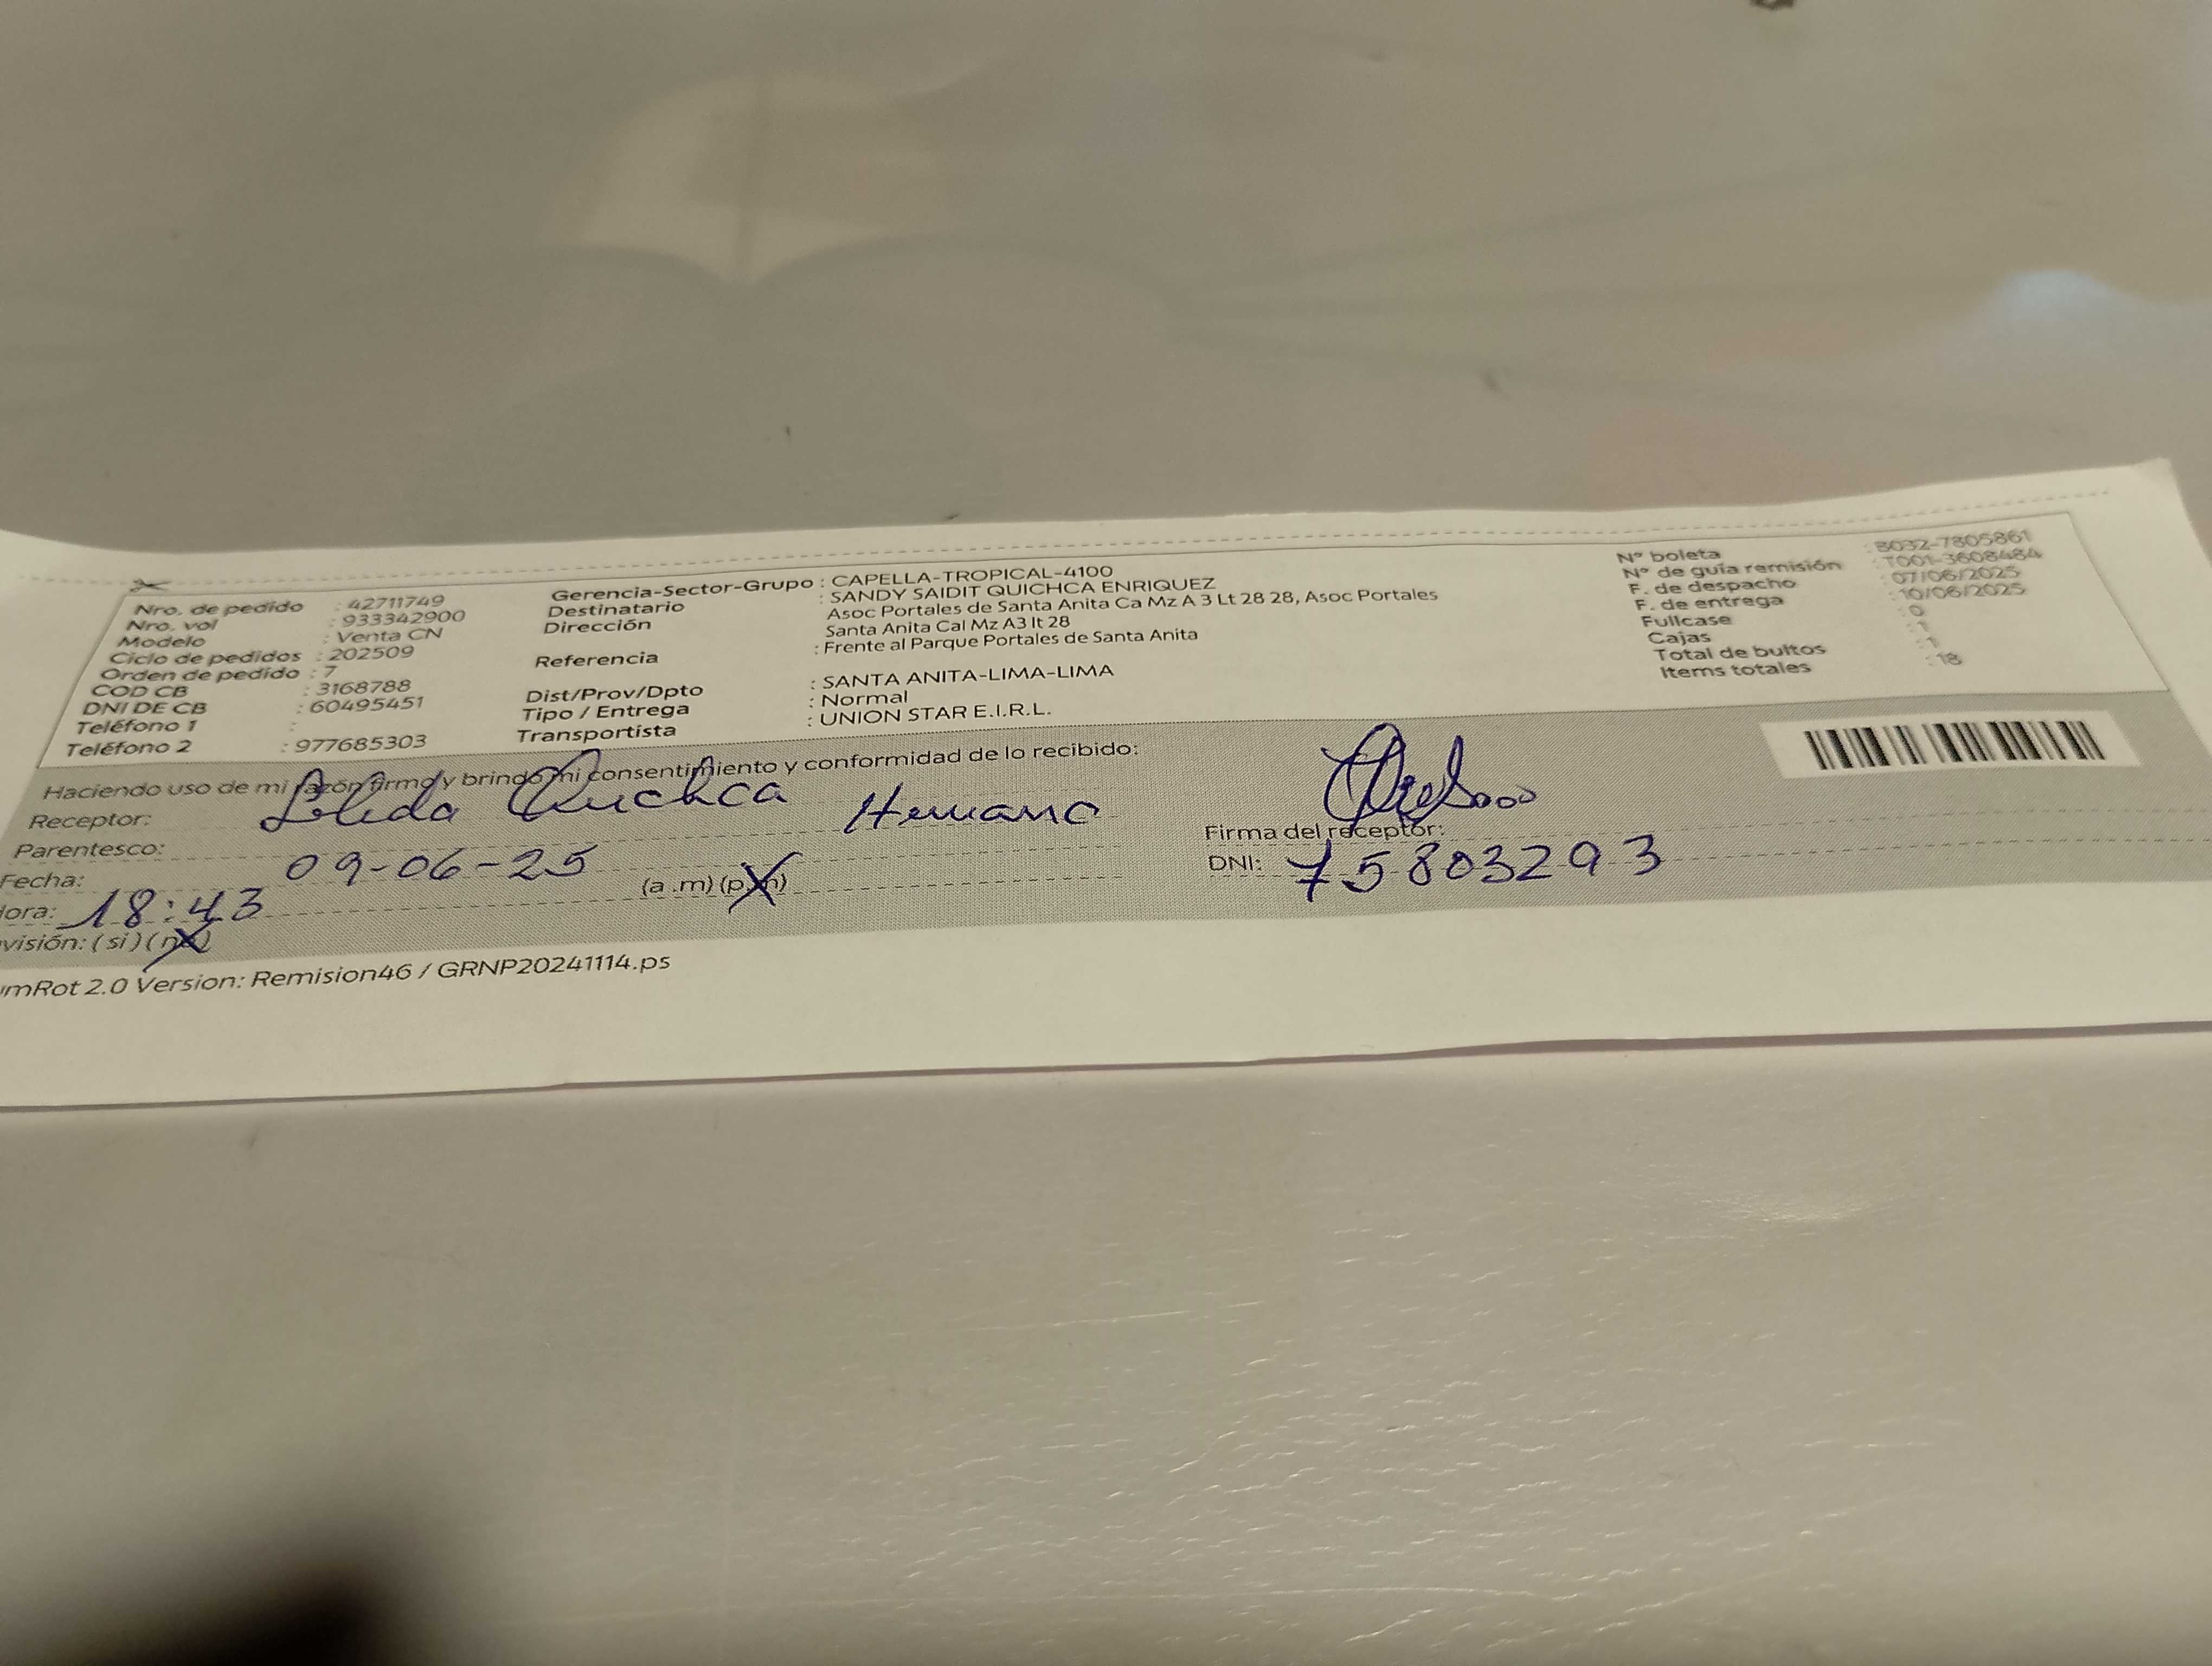 Nro. de pedido : 42711749
Nro. vol : 933342900
Modelo : Venta CN
Ciclo de pedidos : 202509
Orden de pedido : 7
COD CB : 3168788
DNI DE CB : 60495451
Teléfono 1 :
Teléfono 2 : 977685303
Gerencia-Sector-Grupo : CAPELLA-TROPICAL-4100
Destinatario : SANDY SAIDIT QUICHCA ENRIQUEZ
Dirección Asoc Portales de Santa Anita Ca Mz A 3 Lt 28 28, Asoc Portales
Santa Anita Cal Mz A3 lt 28
Referencia : Frente al Parque Portales de Santa Anita
Dist/Prov/Dpto : SANTA ANITA-LIMA-LIMA
Tipo / Entrega : Normal
Transportista : UNION STAR E.I.R.L.
N° boleta : B032-7805861
N° de guía remisión : T001-3608484
F. de despacho : 07/06/2025
F. de entrega : 10/06/2025
Fullcase : 0
Cajas : 1
Total de bultos : 1
Items totales : 18
Haciendo uso de mi razón firmo y brindo mi consentimiento y conformidad de lo recibido:
Receptor: Quichca
Parentesco: Hermano
Fecha: 09-06-25
ora: 18:43 (a .m) (p.m)
visión: ( si ) ( no )
Firma del receptor:
DNI: 75803293
mRot 2.0 Version: Remision46 / GRNP20241114.ps